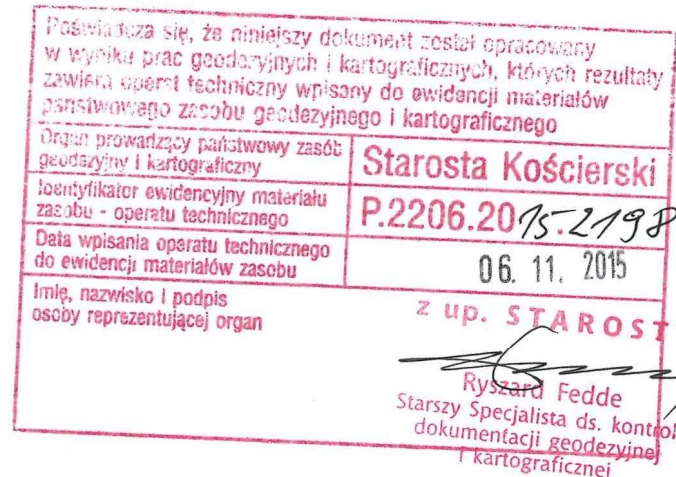 Poświadcza się, że niniejszy dokument został opracowany
w wyniku prac geodezyjnych i kartograficznych, których rezultaty
zawiera operat techniczny wpisany do ewidencji materiałów
państwowego zasobu geodezyjnego i kartograficznego
Organ prowadzący państwowy zasób
geodezyjny i kartograficzny
Starosta Kościerski
Identyfikator ewidencyjny materiału
zasobu - operatu technicznego
P.2206.2015.2198
Data wpisania operatu technicznego
do ewidencji materiałów zasobu
06. 11. 2015
Imię, nazwisko i podpis
osoby reprezentującej organ
z up. STAROST
Ryszard Fedde
Starszy Specjalista ds. kontrol
dokumentacji geodezyjnej
i kartograficznej